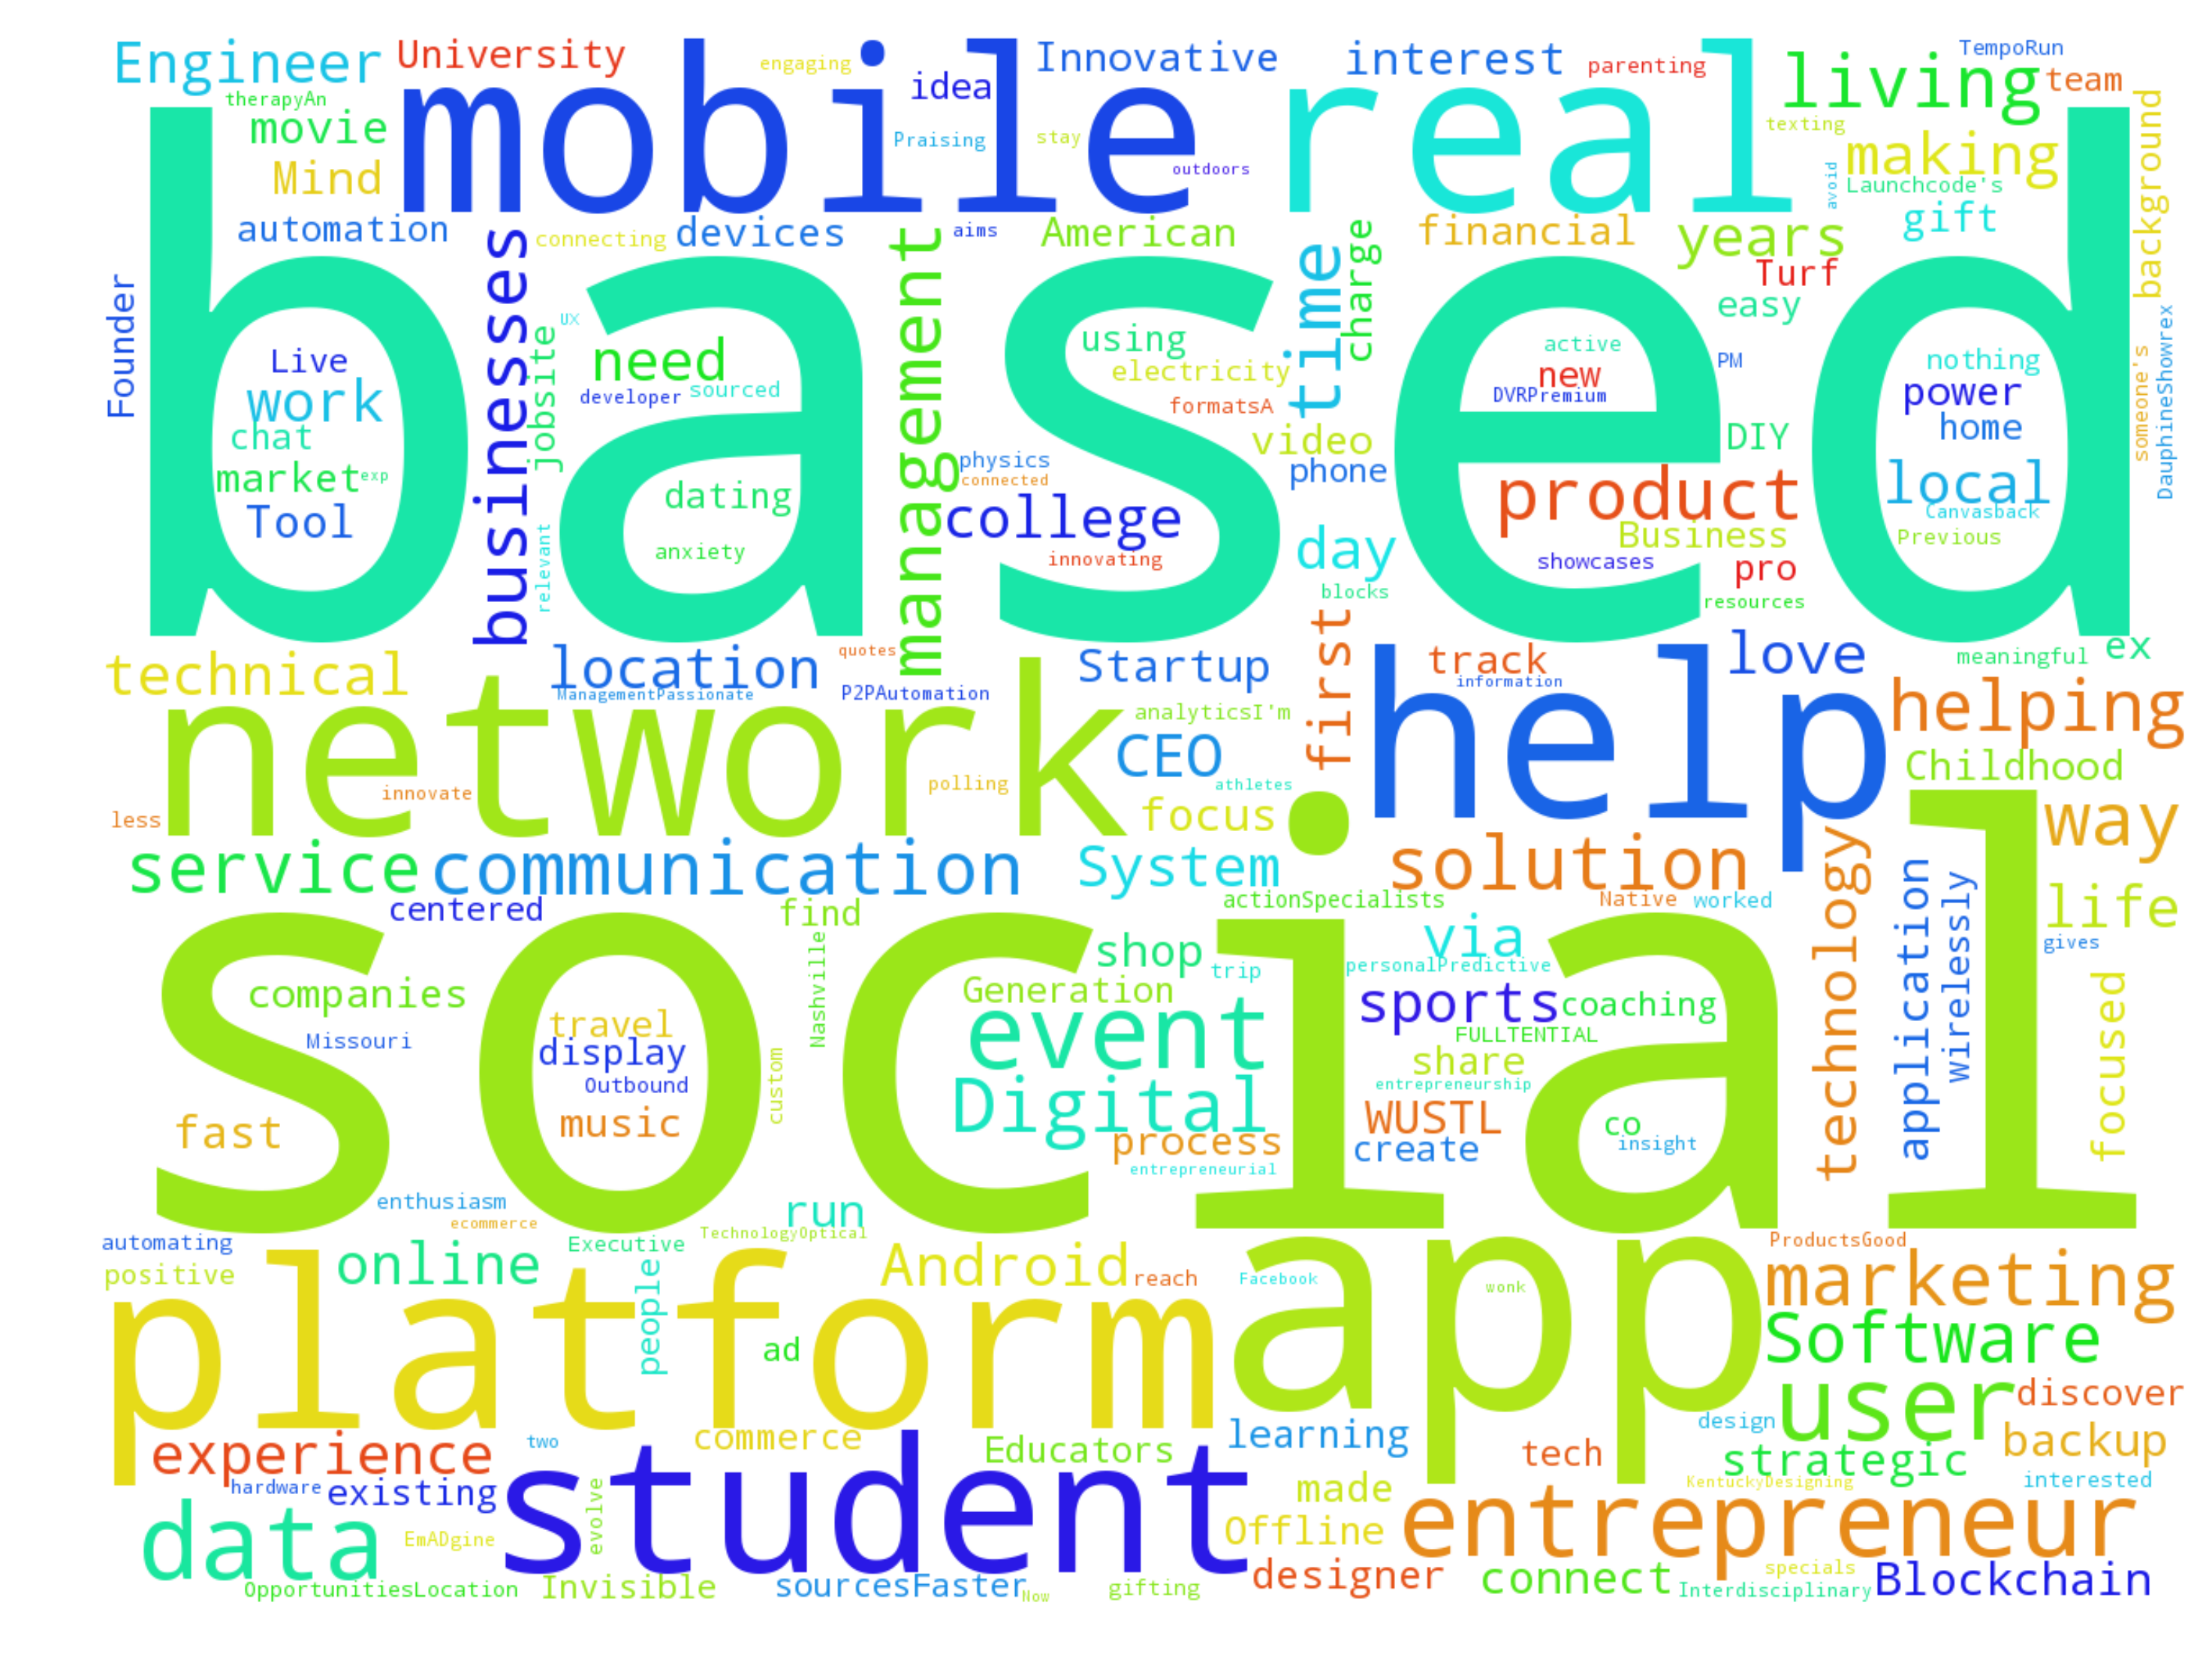 Engineer
University
engaging
Innovative
interest
parenting
TempoRun
living
team
therapyAn
movie
mobile
idea
real
texting
background
Praising
stay
making
Mind
outdoors
avoid
Launchcode's
automation
businesses
connecting
devices
management
aims
American
time
charge
financial
years
gift
Turf
Founder
based
UX
easy
jobsite
need
using
active
PM
nothing
someone's
DauphineShowrex
Live
work
developer
sourced
electricity
new
DVRPremium
power
formatsA
chat
video
DIY
home
market
exp
physics
connected
phone
dating
product
local
Tool
college
Canvasback
relevant
anxiety
innovating
day
Business
Previous
showcases
pro
blocks
resources
technical
location
quotes
Startup
first
track
love
meaningful
ex
ManagementPassionate
P2PAutomation
information
network
analyticsI'm
help
helping
CEO
Childhood
innovate
polling
athletes
less
focus
.
way
service
communication
System
solution
technology
application
wirelessly
centered
find
actionSpecialists
Native
worked
life
social
Nashville
shop
via
gives
trip
personalPredictive
companies
Generation
sports
coaching
focused
travel
event
FULLTENTIAL
Missouri
display
share
Outbound
custom
Digital
entrepreneurship
fast
music
process
WUSTL
co
create
insight
entrepreneurial
enthusiasm
run
ecommerce
TechnologyOptical
automating
online
Executive
ProductsGood
positive
people
Android
reach
Facebook
app
wonk
marketing
platform
ad
Software
user
discover
experience
two
commerce
Educators
learning
design
tech
strategic
backup
hardware
existing
student
made
KentuckyDesigning
interested
data
EmADgine
evolve
Offline
entrepreneur
OpportunitiesLocation
Invisible
sourcesFaster
Now
gifting
designer
connect
specials
Interdisciplinary
Blockchain